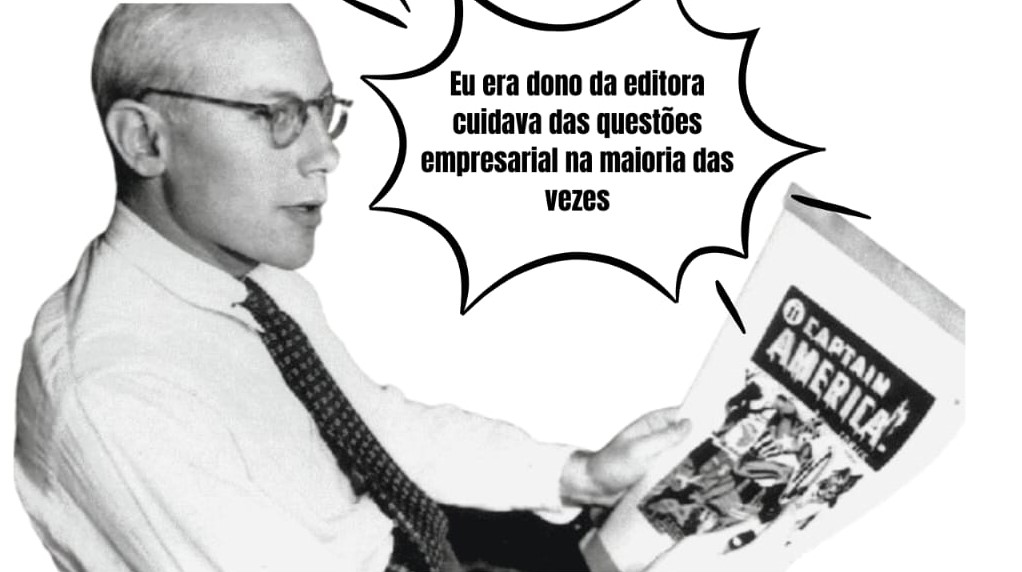 Eu era dono da editora
cuidava das questões
empresarial na maioria das
vezes
CAPTAIN
AMERICA